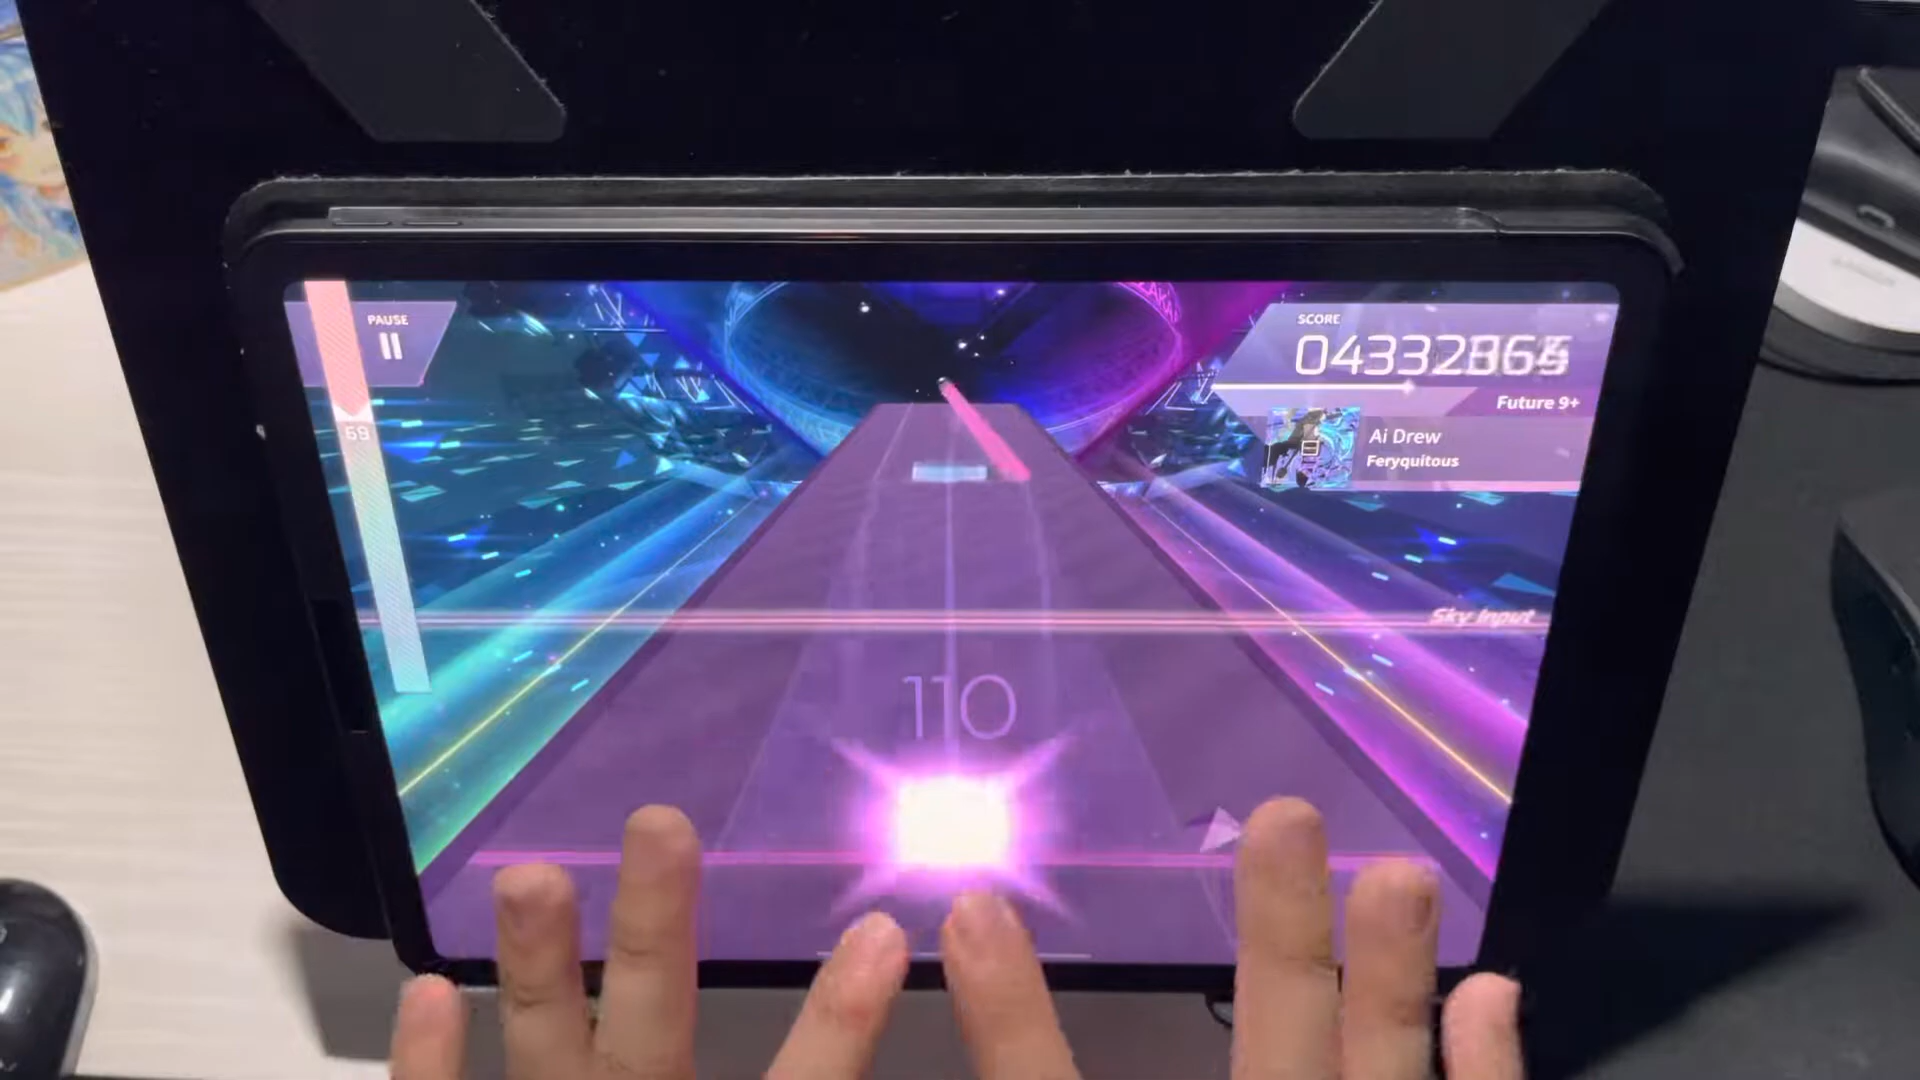 PAUSE
69
SCORE
Future 9+
Ai Drew
Feryquitous
Sky Input
110